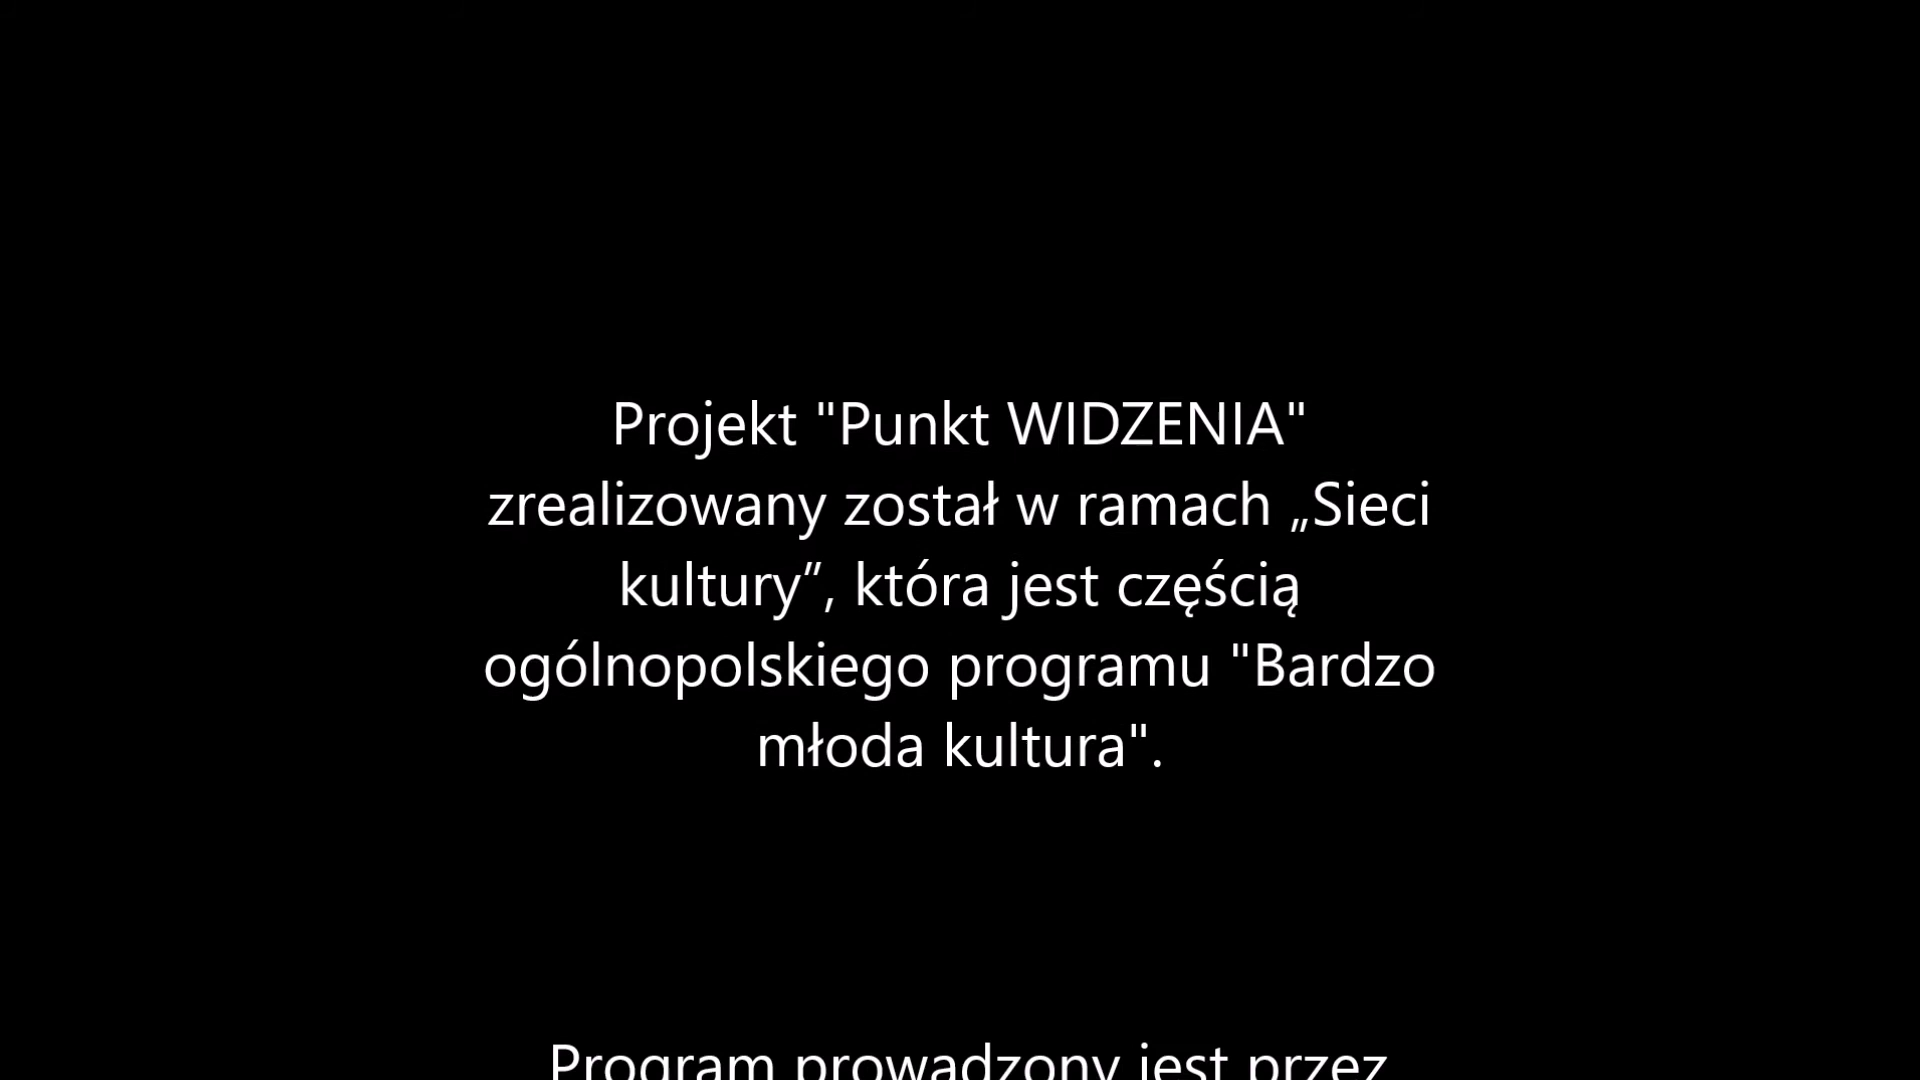 Projekt "Punkt WIDZENIA"
zrealizowany został w ramach „Sieci
kultury”, która jest częścią
ogólnopolskiego programu "Bardzo
młoda kultura".
Program prowadzony jest przez